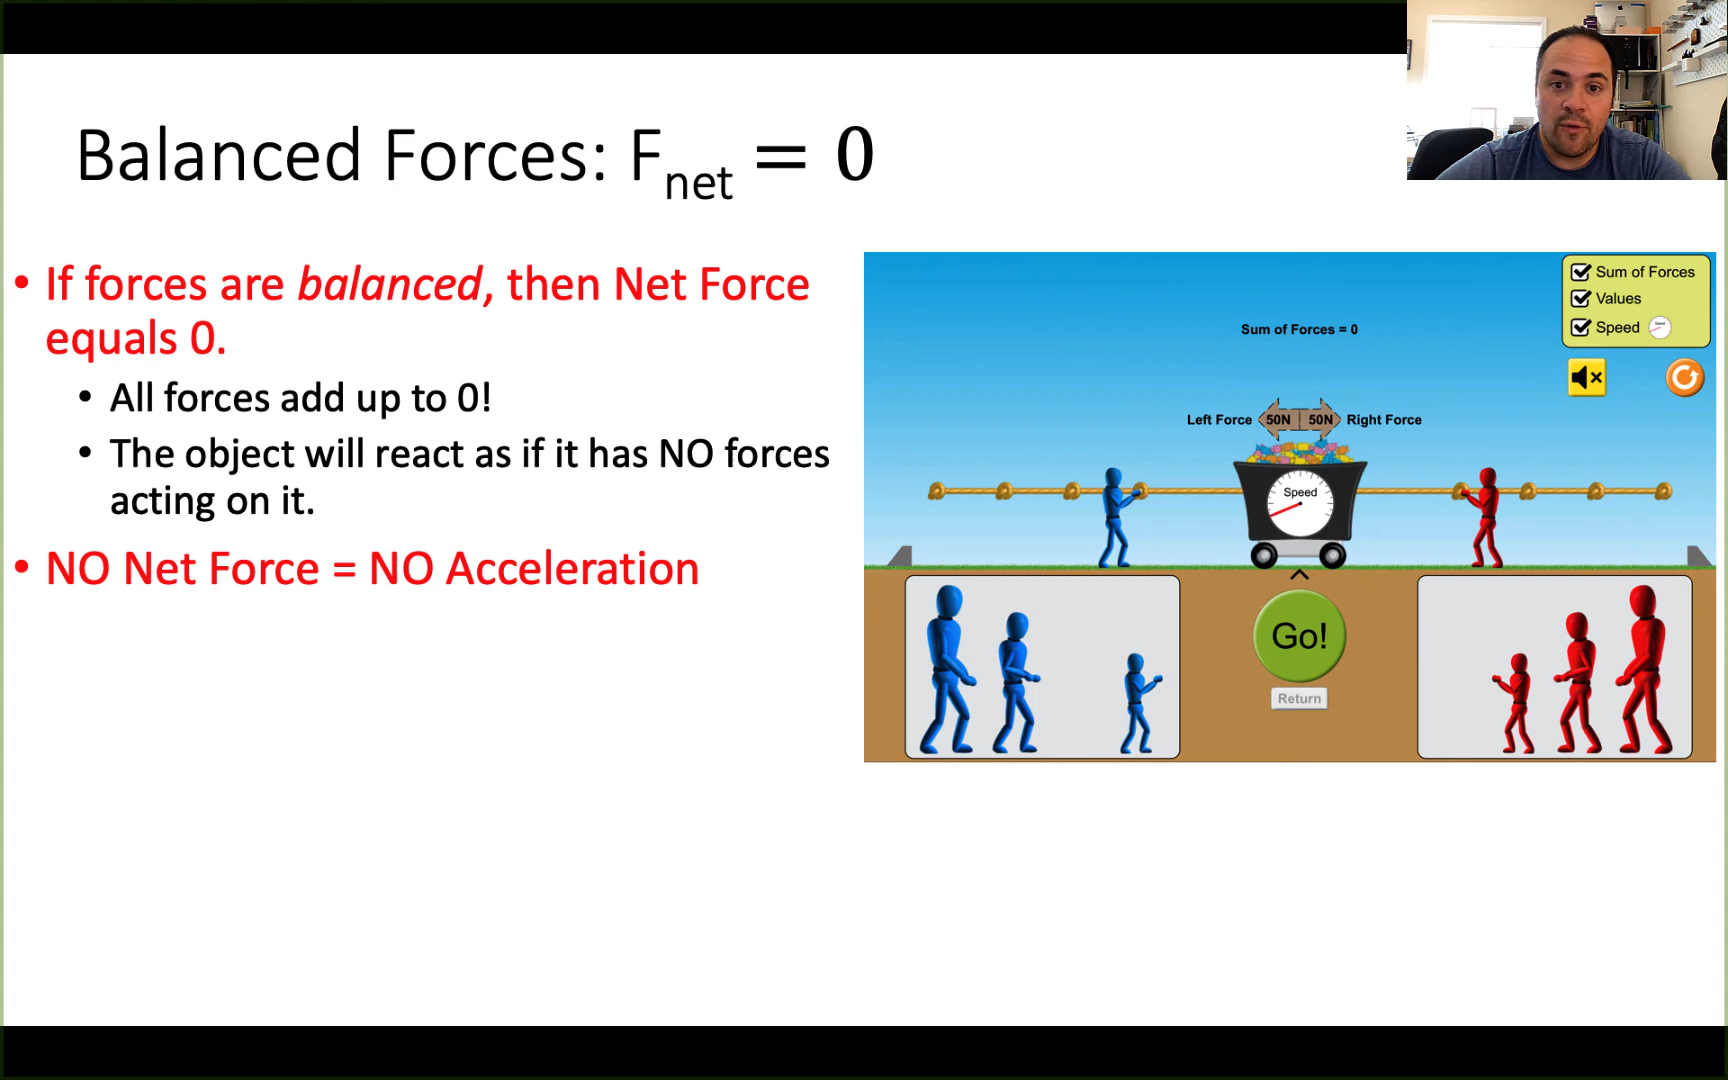 Balanced Forces: Fnet = 0
• If forces are balanced, then Net Force
equals 0.
• All forces add up to 0!
• The object will react as if it has NO forces
acting on it.
• NO Net Force = NO Acceleration
Sum of Forces
Values
Speed
Sum of Forces = 0
Left Force 50N 50N Right Force
Speed
Go!
Return